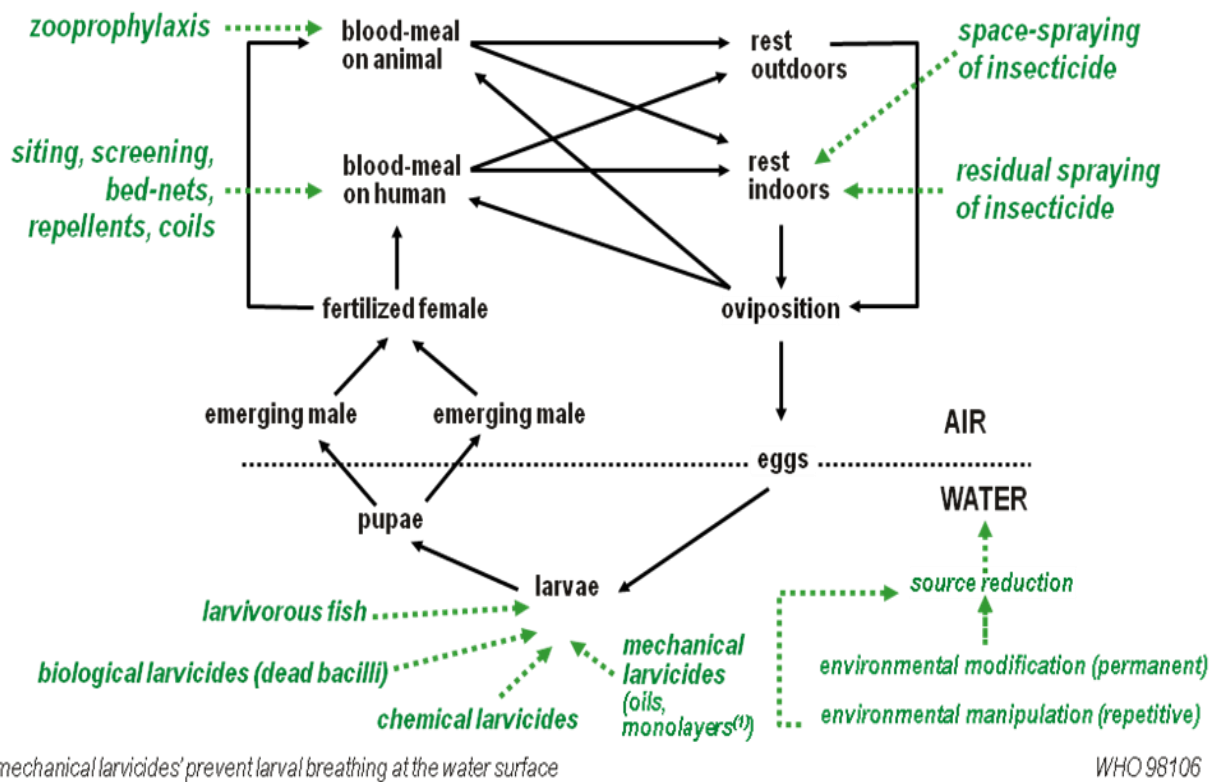 zooprophylaxis
blood-meal
on animal
rest
outdoors
space-spraying
of insecticide
siting, screening,
bed-nets,
repellents, coils
blood-meal
on human
rest
indoors
residual spraying
of insecticide
fertilized female
oviposition
emerging male
emerging male
AIR
eggs
WATER
pupae
larvae
source reduction
larvivorous fish
mechanical
larvicides
(oils,
monolayers(1))
biological larvicides (dead bacilli)
environmental modification (permanent)
chemical larvicides
environmental manipulation (repetitive)
mechanical larvicides' prevent larval breathing at the water surface
WHO 98106